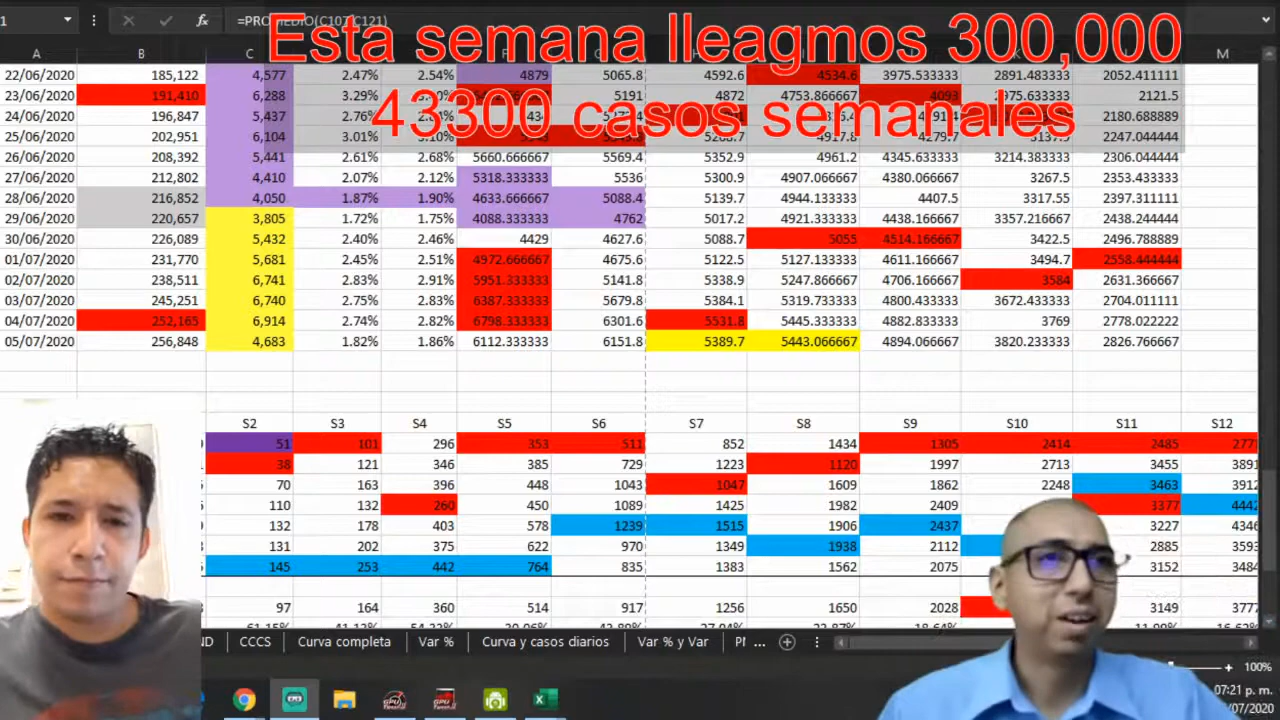 1 fx =PROMEDIO(C107:C121)
Esta semana lleagmos 300,000
43300 casos semanales
A B C M
22/06/2020 185,122 4,577 2.47% 2.54% 4879 5065.8 4592.6 4534.6 3975.533333 2891.483333 2052.411111
23/06/2020 191,410 6,288 3.29% 5191 4872 4753.866667 4093 2975.633333 2121.5
24/06/2020 196,847 5,437 2.76% 2180.688889
25/06/2020 202,951 6,104 3.01% 3.10% 2247.044444
26/06/2020 208,392 5,441 2.61% 2.68% 5660.666667 5569.4 5352.9 4961.2 4345.633333 3214.383333 2306.044444
27/06/2020 212,802 4,410 2.07% 2.12% 5318.333333 5536 5300.9 4907.066667 4380.066667 3267.5 2353.433333
28/06/2020 216,852 4,050 1.87% 1.90% 4633.666667 5088.4 5139.7 4944.133333 4407.5 3317.55 2397.311111
29/06/2020 220,657 3,805 1.72% 1.75% 4088.333333 4762 5017.2 4921.333333 4438.166667 3357.216667 2438.244444
30/06/2020 226,089 5,432 2.40% 2.46% 4429 4627.6 5088.7 5055 4514.166667 3422.5 2496.788889
01/07/2020 231,770 5,681 2.45% 2.51% 4972.666667 4675.6 5122.5 5127.133333 4611.166667 3494.7 2558.444444
02/07/2020 238,511 6,741 2.83% 2.91% 5951.333333 5141.8 5338.9 5247.866667 4706.166667 3584 2631.366667
03/07/2020 245,251 6,740 2.75% 2.83% 6387.333333 5679.8 5384.1 5319.733333 4800.433333 3672.433333 2704.011111
04/07/2020 252,165 6,914 2.74% 2.82% 6798.333333 6301.6 5531.8 5445.333333 4882.833333 3769 2778.022222
05/07/2020 256,848 4,683 1.82% 1.86% 6112.333333 6151.8 5389.7 5443.066667 4894.066667 3820.233333 2826.766667
S2 S3 S4 S5 S6 S7 S8 S9 S10 S11 S12
51 101 296 353 511 852 1434 1305 2414 2485 277
38 121 346 385 729 1223 1120 1997 2713 3455 3891
70 163 396 448 1043 1047 1609 1862 2248 3463 3912
110 132 260 450 1089 1425 1982 2409 3377 4442
132 178 403 578 1239 1515 1906 2437 3227 4346
131 202 375 622 970 1349 1938 2112 2885 3593
145 253 442 764 835 1383 1562 2075 3152 3484
97 164 360 514 917 1256 1650 2028 3149 377
ND CCCS Curva completa Var % Curva y casos diarios Var % y Var PI ...
100%
07:21 p. m.
/07/2020